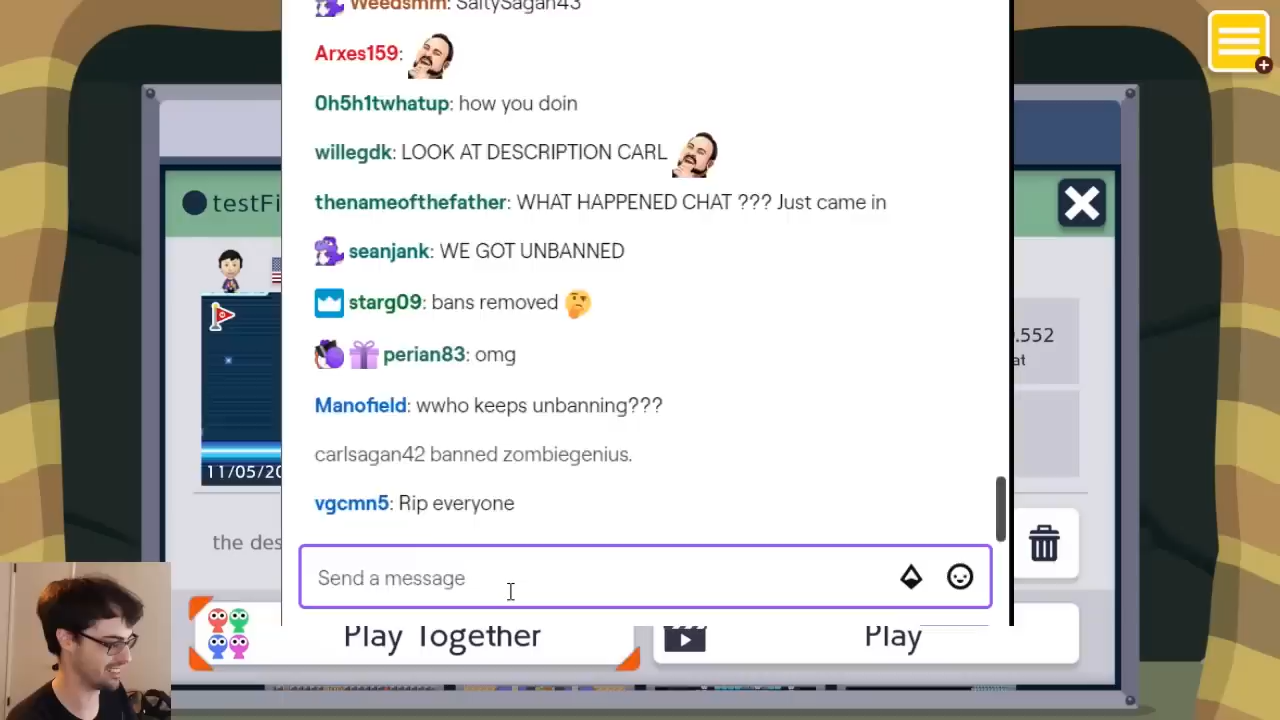 Weedsmm: SaltySagan43
Arxes159:
0h5h1twhatup: how you doin
willegdk: LOOK AT DESCRIPTION CARL
thenameofthefather: WHAT HAPPENED CHAT ??? Just came in
seanjank: WE GOT UNBANNED
starg09: bans removed
perian83: omg
Manofield: wwho keeps unbanning???
carlsagan42 banned zombiegenius.
vgcmn5: Rip everyone
Send a message
testFi
.552
at
11/05/20
the des
Play Together
Play